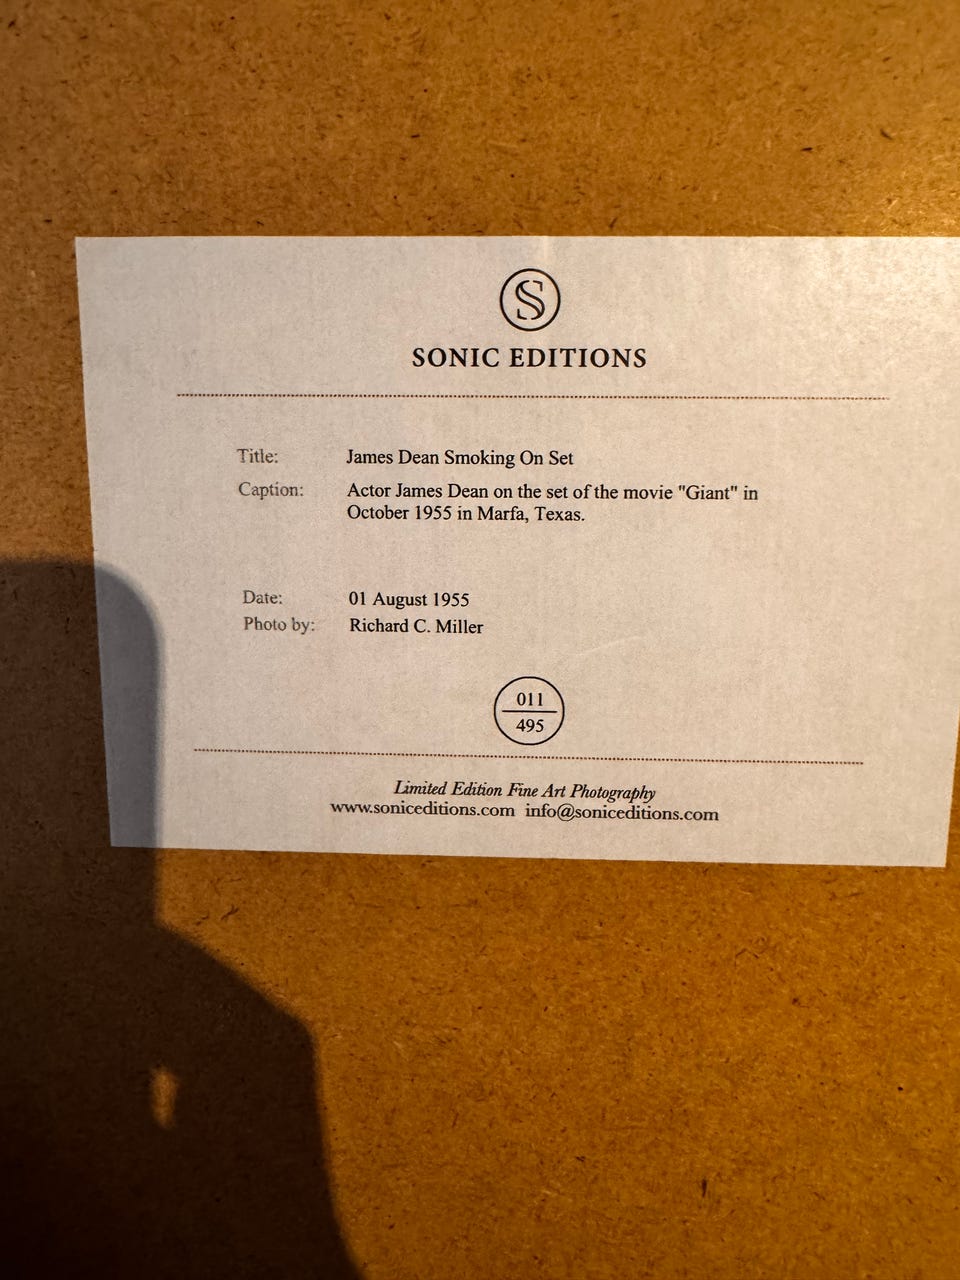 S
SONIC EDITIONS
Title: James Dean Smoking On Set
Caption: Actor James Dean on the set of the movie "Giant" in
October 1955 in Marfa, Texas.
Date: 01 August 1955
Photo by: Richard C. Miller
011
495
Limited Edition Fine Art Photography
www.soniceditions.com info@soniceditions.com